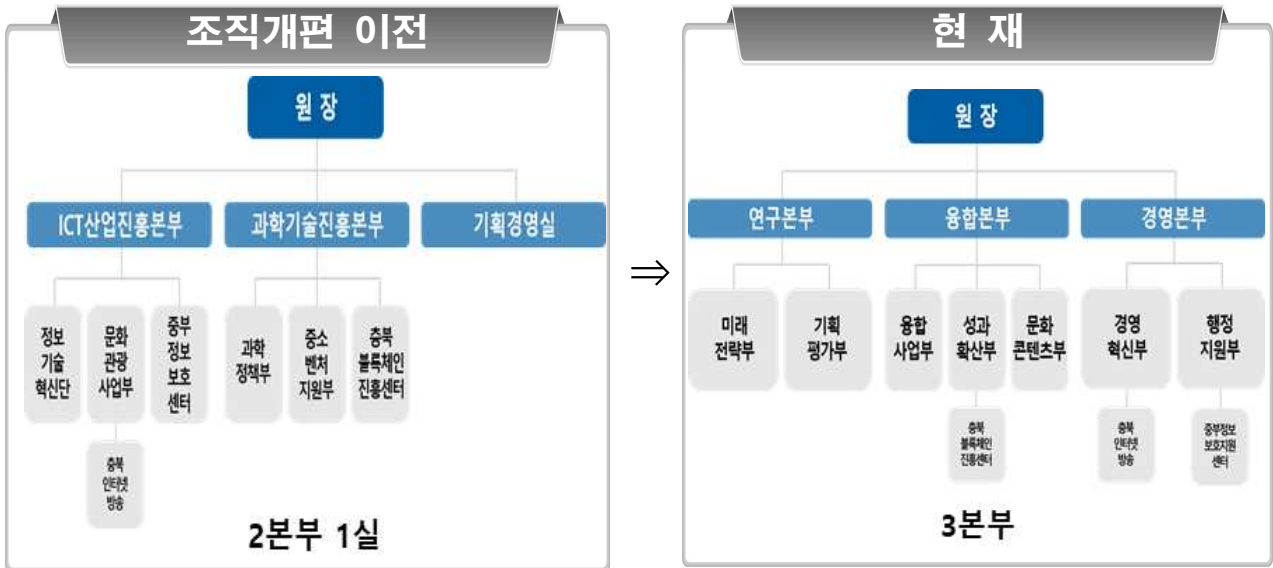 조직개편 이전
원 장
ICT산업진흥본부
과학기술진흥본부
기획경영실
정보
기술
혁신단
문화
관광
사업부
중부
정보
보호
센터
과학
정책부
중소
벤처
지원부
충북
블록체인
진흥센터
충북
인터넷
방송
2본부 1실
⇒
현 재
원 장
연구본부
융합본부
경영본부
미래
전략부
기획
평가부
융합
사업부
성과
확산부
문화
콘텐츠부
경영
혁신부
행정
지원부
충북
블록체인
진흥센터
충북
인터넷
방송
중부정보
보호지원
센터
3본부